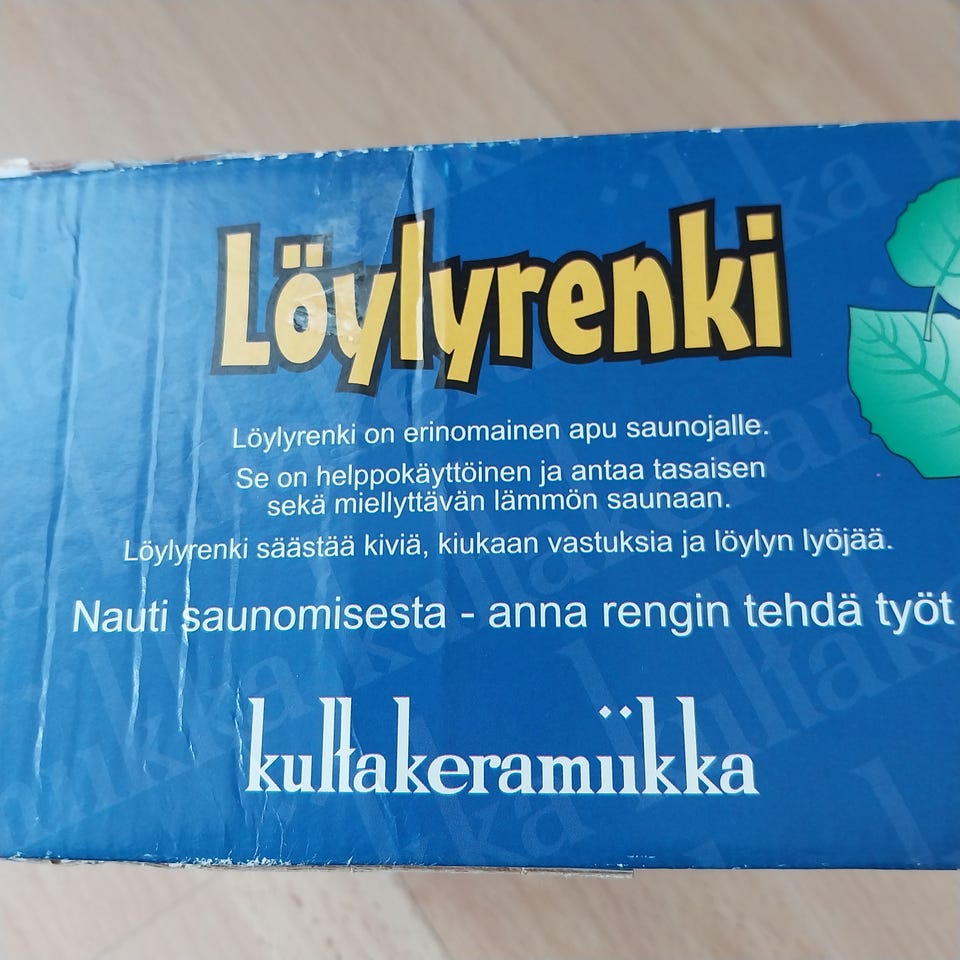 Löylyrenki
Löylyrenki on erinomainen apu saunojalle.
Se on helppokäyttöinen ja antaa tasaisen
sekä miellyttävän lämmön saunaan.
Löylyrenki säästää kiviä, kiukaan vastuksia ja löylyn lyöjää.
Nauti saunomisesta - anna rengin tehdä työt
kultakeramiikka